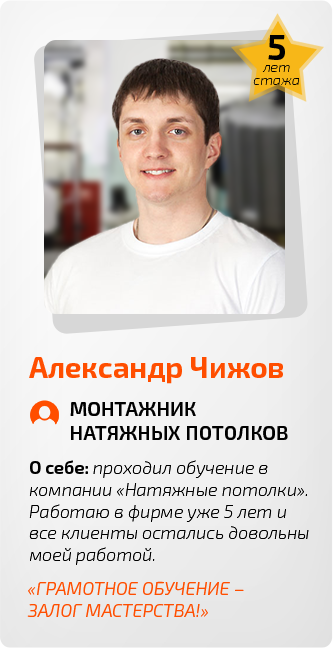 5
лет
стажа
Александр Чижов
МОНТАЖНИК
НАТЯЖНЫХ ПОТОЛКОВ
О себе: проходил обучение в
компании «Натяжные потолки».
Работаю в фирме уже 5 лет и
все клиенты остались довольны
моей работой.
«ГРАМОТНОЕ ОБУЧЕНИЕ –
ЗАЛОГ МАСТЕРСТВА!»